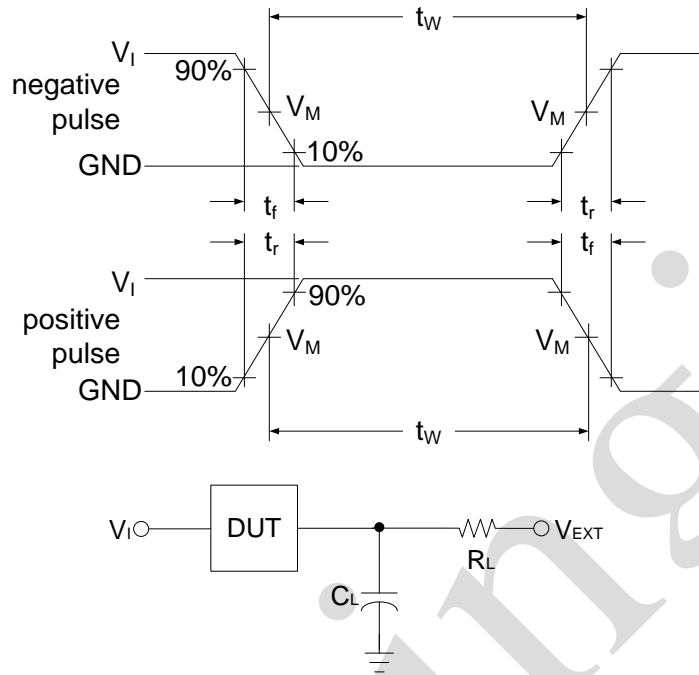 tW
VI
90%
negative
pulse
VM
VM
10%
GND
tf
tr
tr
tf
VI
90%
positive
pulse
VM
VM
10%
GND
tW
VI
DUT
VEXT
RL
CL